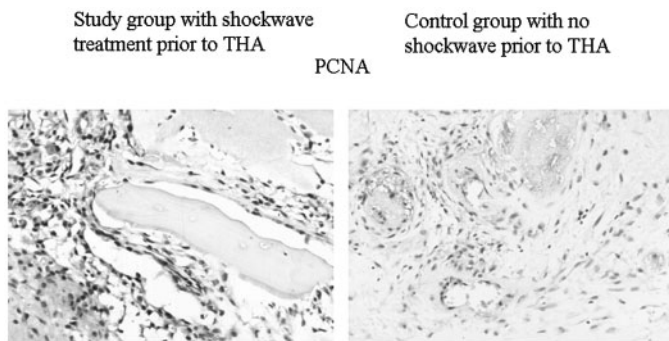 Study group with shockwave
treatment prior to THA
Control group with no
shockwave prior to THA
PCNA